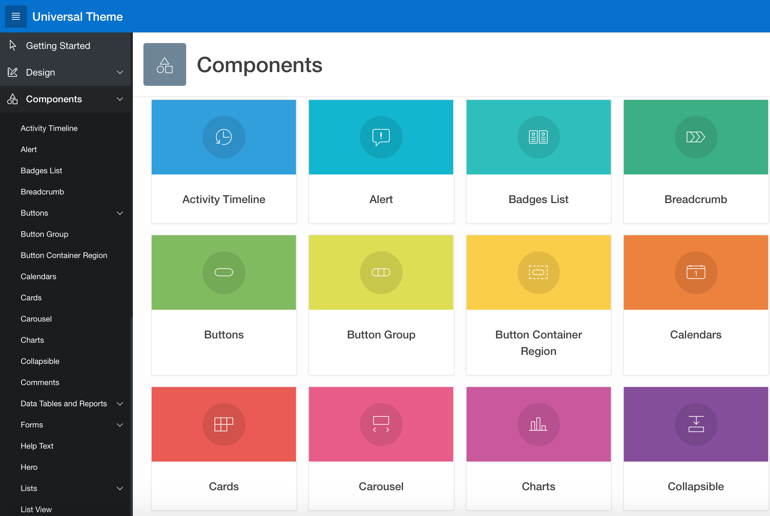 Universal Theme
Getting Started
Design
Components
Activity Timeline
Alert
Badges List
Breadcrumb
Buttons
Button Group
Button Container Region
Calendars
Cards
Carousel
Charts
Collapsible
Comments
Data Tables and Reports
Forms
Help Text
Hero
Lists
List View
Components
Activity Timeline
Alert
Badges List
Breadcrumb
Buttons
Button Group
Button Container
Region
1
Calendars
Cards
Carousel
Charts
Collapsible